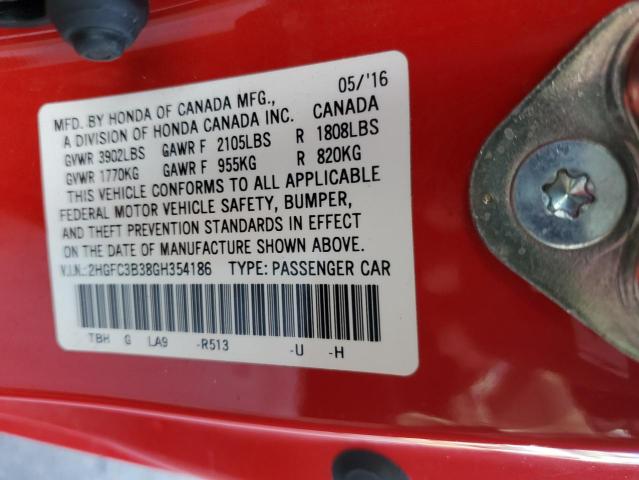 MFD. BY HONDA OF CANADA MFG., 05/'16
A DIVISION OF HONDA CANADA INC. CANADA
GVWR 3902LBS GAWR F 2105LBS R 1808LBS
GVWR 1770KG GAWR F 955KG R 820KG
THIS VEHICLE CONFORMS TO ALL APPLICABLE
FEDERAL MOTOR VEHICLE SAFETY, BUMPER,
AND THEFT PREVENTION STANDARDS IN EFFECT
ON THE DATE OF MANUFACTURE SHOWN ABOVE.
V.I.N.:2HGFC3B38GH354186 TYPE: PASSENGER CAR
TBH G LA9 -R513 -U -H